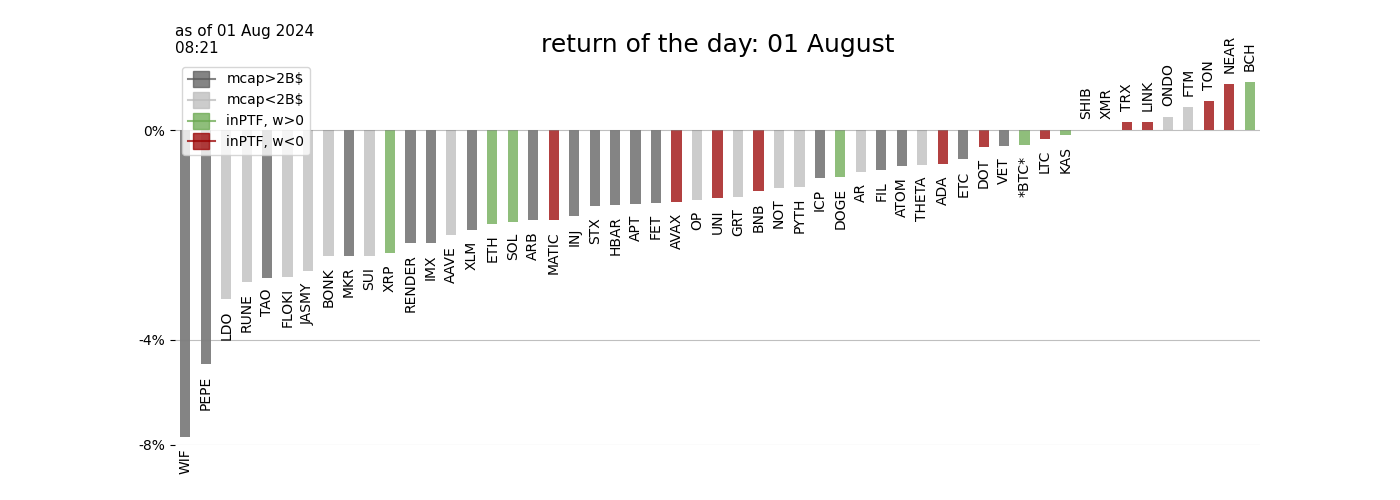 as of 01 Aug 2024
08:21
return of the day: 01 August
mcap>2B$
mcap<2B$
inPTF, w>0
inPTF, w<0
0%
-4%
-8%
WIF
PEPE
LDO
RUNE
TAO
FLOKI
JASMY
BONK
MKR
SUI
XRP
RENDER
IMX
AAVE
XLM
ETH
SOL
ARB
MATIC
INJ
STX
HBAR
APT
FET
AVAX
OP
UNI
GRT
BNB
NOT
PYTH
ICP
DOGE
AR
FIL
ATOM
THETA
ADA
ETC
DOT
VET
*BTC*
LTC
KAS
SHIB
XMR
TRX
LINK
ONDO
FTM
TON
NEAR
BCH